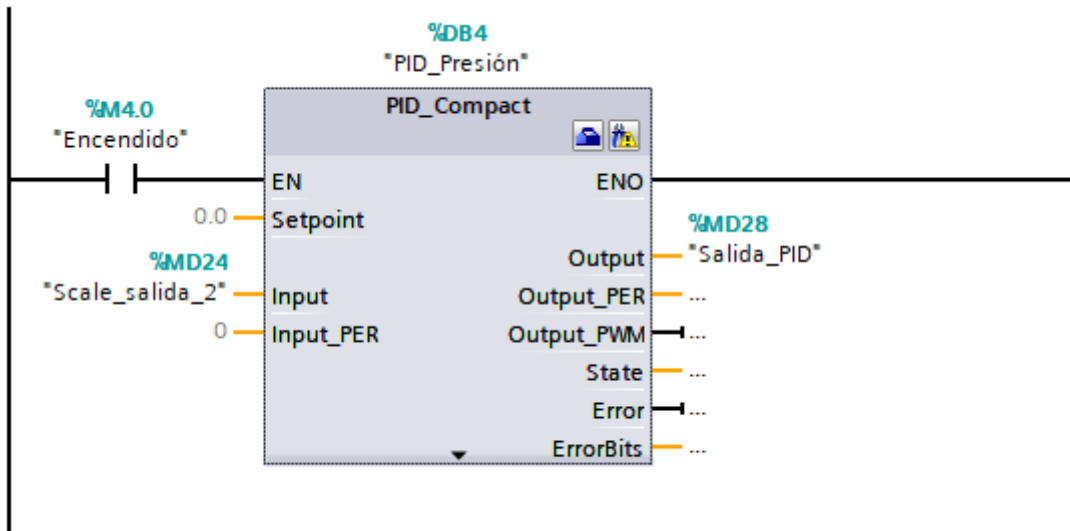 %DB4
"PID_Presión"
%M4.0
"Encendido"
PID_Compact
EN
ENO
0.0
Setpoint
%MD28
"Salida_PID"
Output
%MD24
"Scale_salida_2"
Input
Output_PER
...
0
Input_PER
Output_PWM
...
State
...
Error
...
ErrorBits
...